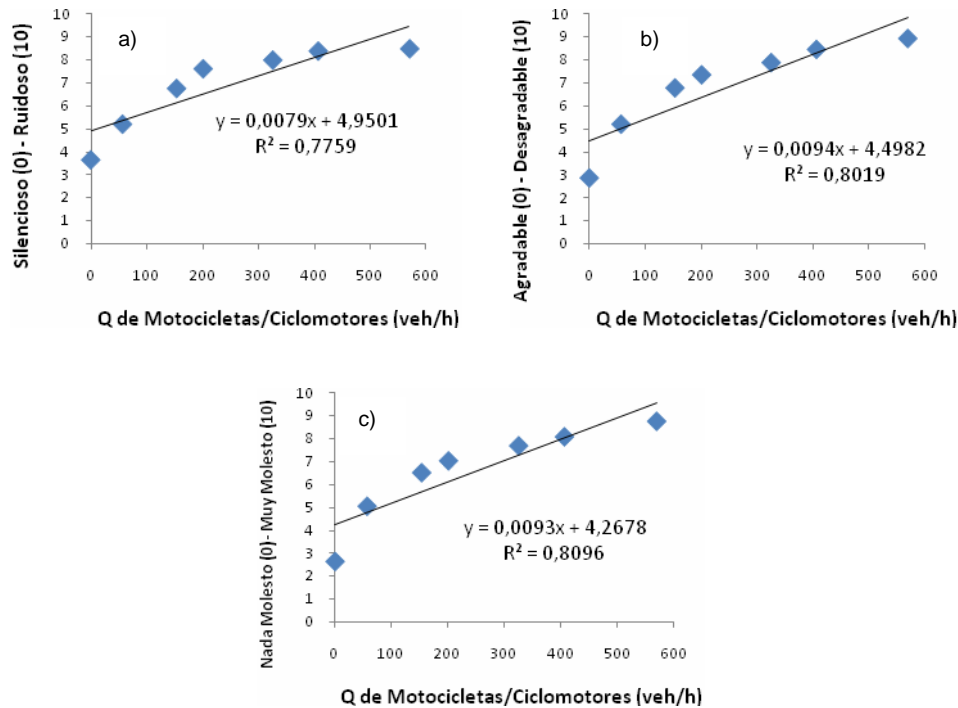 a)
Silencioso (0) - Ruidoso (10)
10
9
8
7
6
5
4
3
2
1
0
y = 0,0079x + 4,9501
R² = 0,7759
0 100 200 300 400 500 600
Q de Motocicletas/Ciclomotores (veh/h)
b)
Agradable (0) - Desagradable (10)
10
9
8
7
6
5
4
3
2
1
0
y = 0,0094x + 4,4982
R² = 0,8019
0 100 200 300 400 500 600
Q de Motocicletas/Ciclomotores (veh/h)
c)
Nada Molesto (0)- Muy Molesto (10)
10
9
8
7
6
5
4
3
2
1
0
y = 0,0093x + 4,2678
R² = 0,8096
0 100 200 300 400 500 600
Q de Motocicletas/Ciclomotores (veh/h)